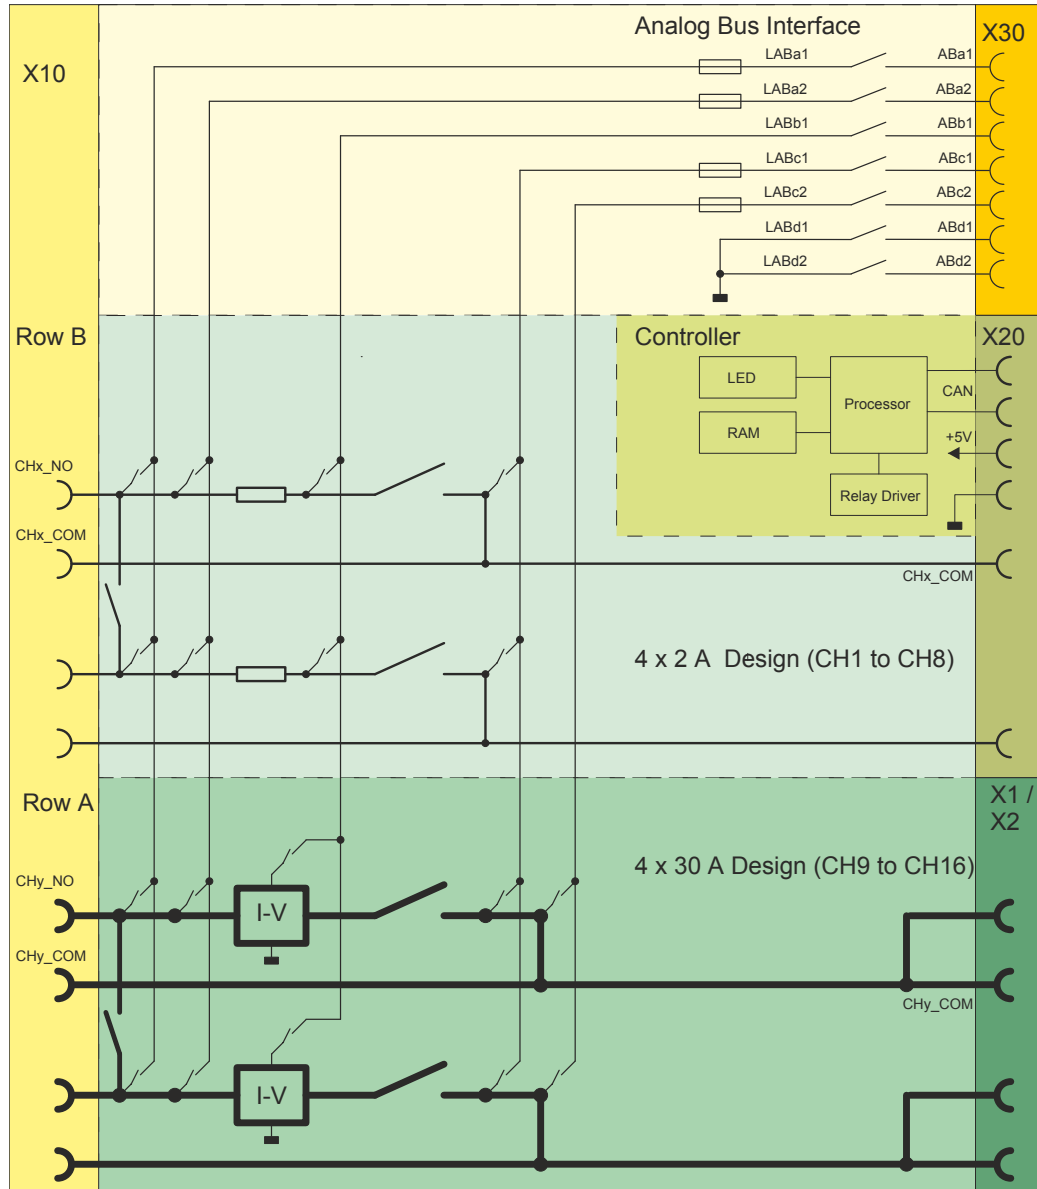 Analog Bus Interface
X30
X10
LABa1
ABa1
LABa2
ABa2
LABb1
ABb1
LABc1
ABc1
LABc2
ABc2
LABd1
ABd1
LABd2
ABd2
Row B
Controller
X20
LED
Processor
CAN
RAM
+5V
Relay Driver
CHx_NO
CHx_COM
CHx_COM
4 x 2 A Design (CH1 to CH8)
Row A
X1 /
X2
4 x 30 A Design (CH9 to CH16)
CHy_NO
I-V
CHy_COM
CHy_COM
I-V